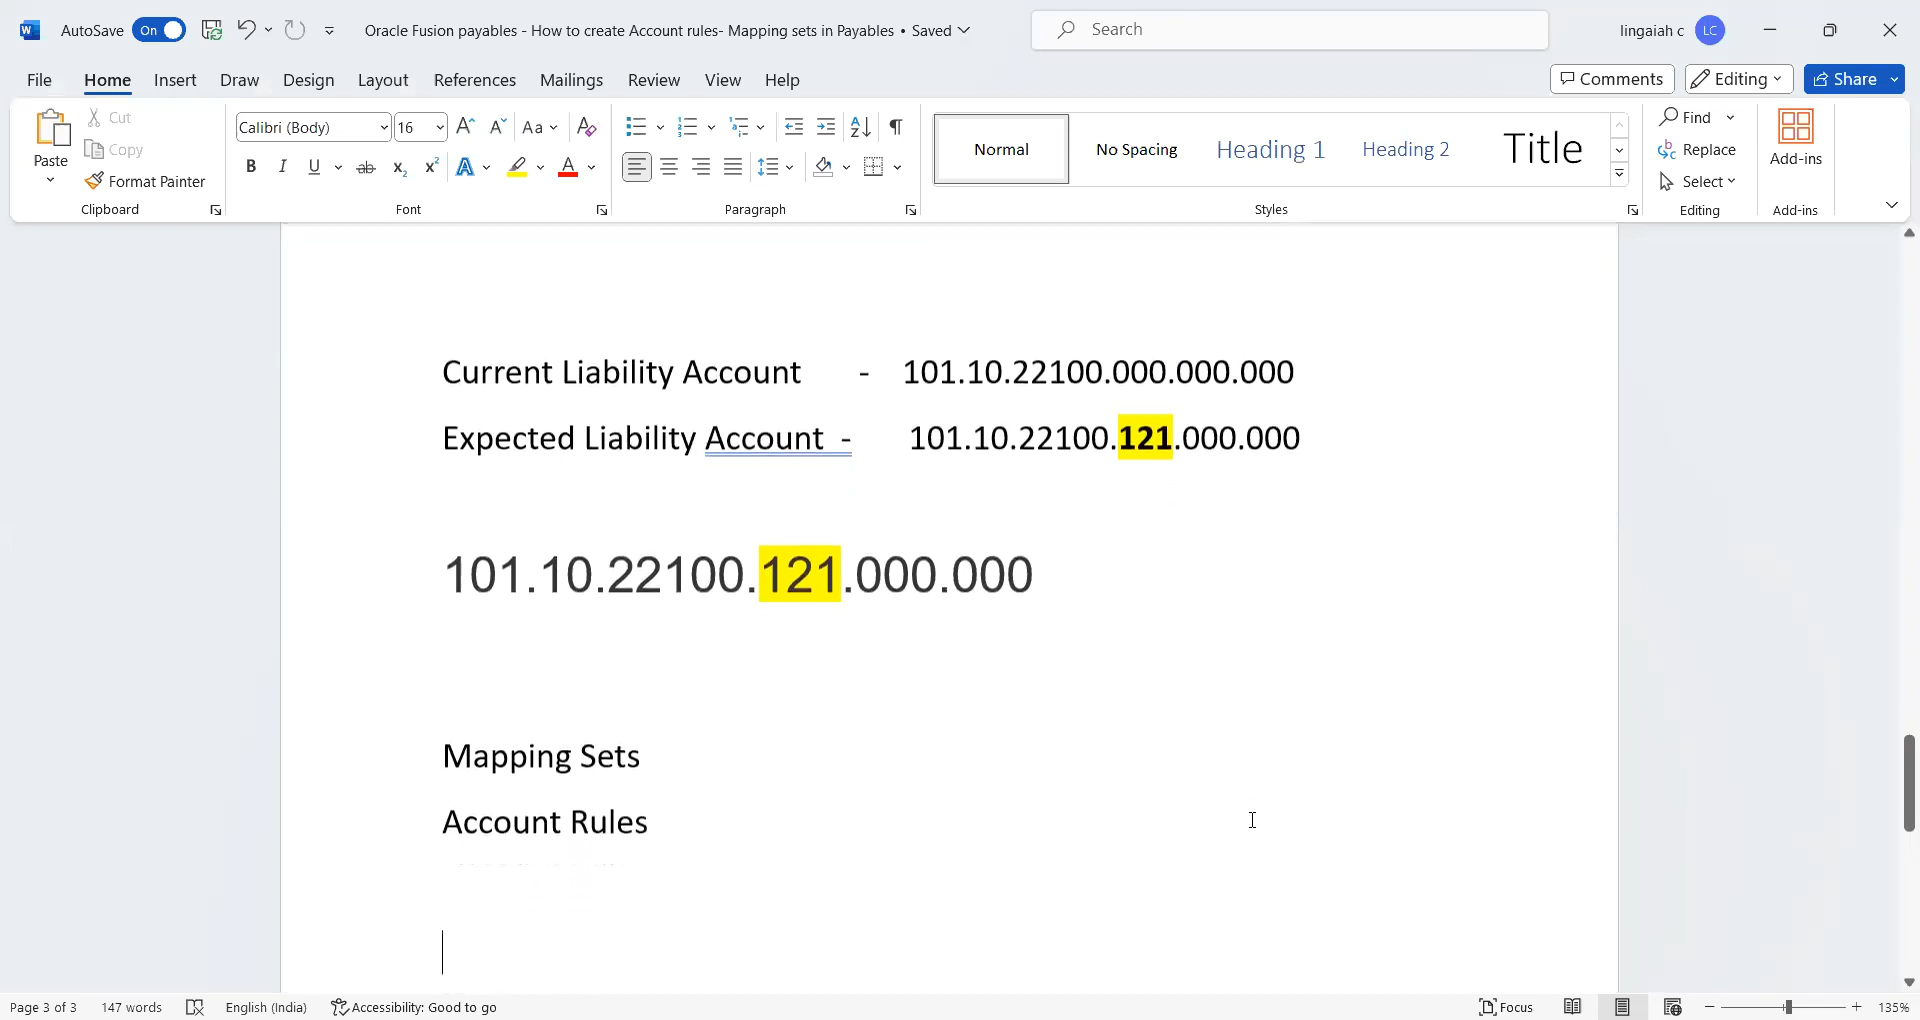 AutoSave On Oracle Fusion payables - How to create Account rules- Mapping sets in Payables • Saved Search lingaiah c LC
File Home Insert Draw Design Layout References Mailings Review View Help Comments Editing Share
Paste Cut Copy Format Painter Clipboard
Calibri (Body) 16 Aa Font
Paragraph
Normal No Spacing Heading 1 Heading 2 Title Styles
Find Replace Select Editing
Add-ins Add-ins
Current Liability Account - 101.10.22100.000.000.000
Expected Liability Account - 101.10.22100.121.000.000
101.10.22100.121.000.000
Mapping Sets
Account Rules
Page 3 of 3 147 words English (India) Accessibility: Good to go Focus 135%